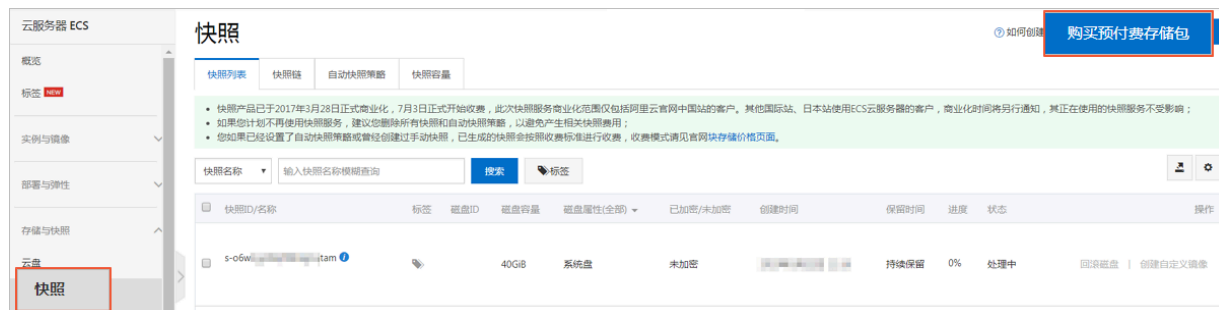 云服务器 ECS
概览
标签 NEW
实例与镜像
部署与弹性
存储与快照
云盘
快照
快照
如何创建
购买预付费存储包
快照列表 快照链 自动快照策略 快照容量
• 快照产品已于2017年3月28日正式商业化，7月3日正式开始收费，此次快照服务商业化范围仅包括阿里云官网中国站的客户。其他国际站、日本站使用ECS云服务器的客户，商业化时间将另行通知，其正在使用的快照服务不受影响；
• 如果您计划不再使用快照服务，建议您删除所有快照和自动快照策略，以避免产生相关快照费用；
• 您如果已经设置了自动快照策略或曾经创建过手动快照，已生成的快照会按照收费标准进行收费，收费模式请见官网块存储价格页面。
快照名称 输入快照名称模糊查询 搜索 标签
快照ID/名称 标签 磁盘ID 磁盘容量 磁盘属性(全部) 已加密/未加密 创建时间 保留时间 进度 状态 操作
s-o6w tam 40GiB 系统盘 未加密 持续保留 0% 处理中 回滚磁盘 | 创建自定义镜像